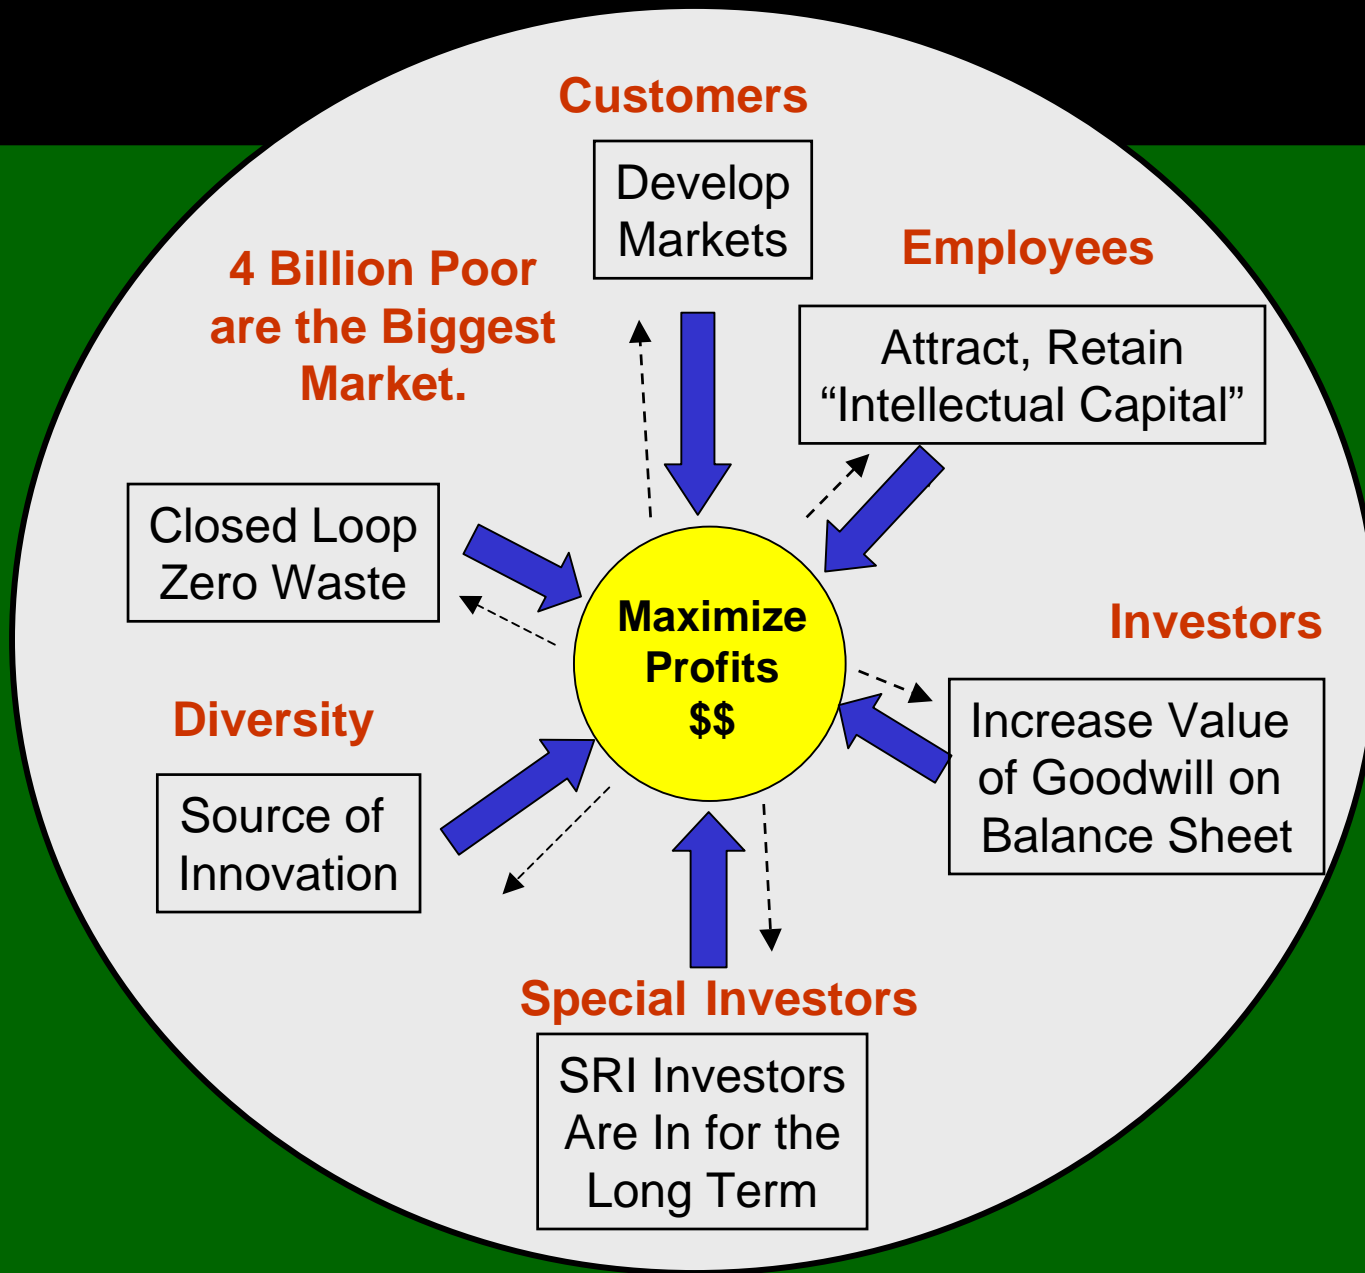 Customers
Develop
Markets
Employees
4 Billion Poor
are the Biggest
Market.
Attract, Retain
“Intellectual Capital”
Closed Loop
Zero Waste
Maximize
Profits
$$
Investors
Increase Value
of Goodwill on
Balance Sheet
Diversity
Source of
Innovation
Special Investors
SRI Investors
Are In for the
Long Term